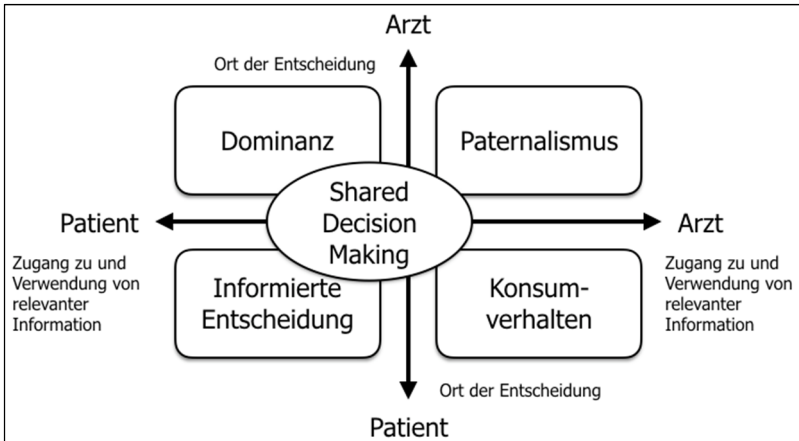 Arzt
Ort der Entscheidung
Dominanz
Paternalismus
Shared
Decision
Making
Patient
Arzt
Zugang zu und
Verwendung von
relevanter
Information
Zugang zu und
Verwendung von
relevanter
Information
Informierte
Entscheidung
Konsum-
verhalten
Ort der Entscheidung
Patient